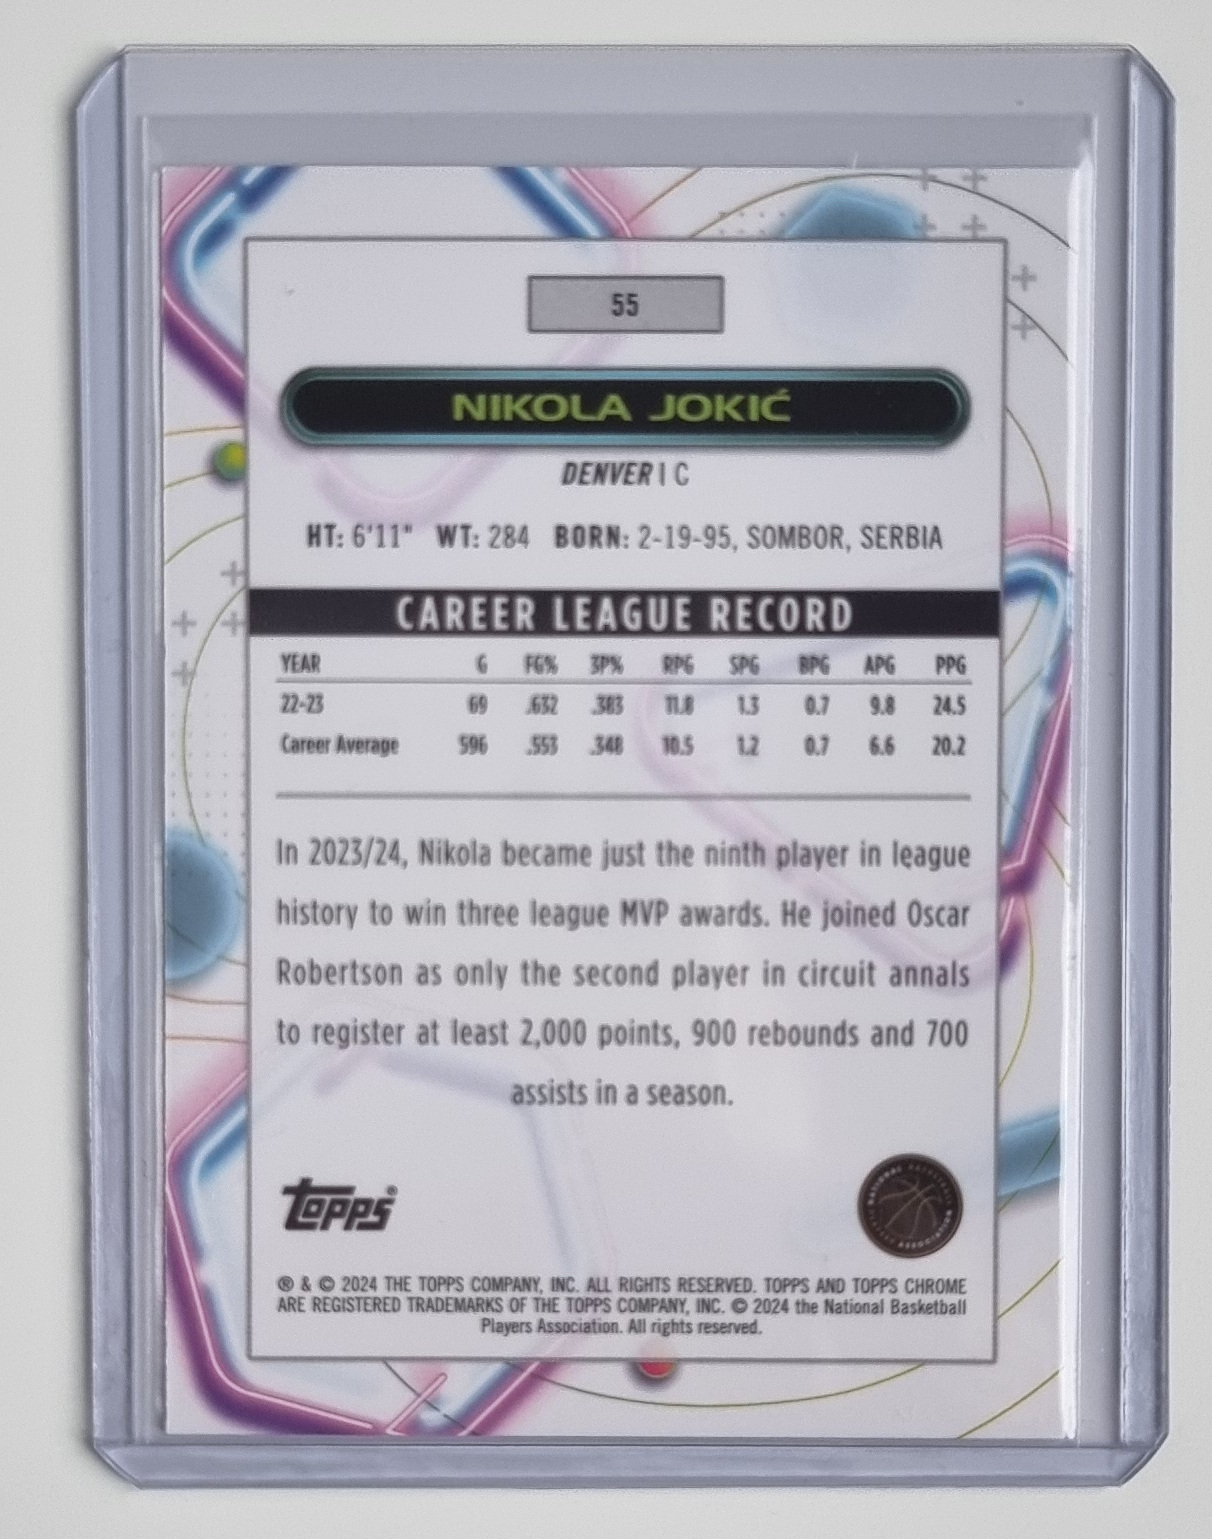 55
NIKOLA JOKIĆ
DENVER | C
HT: 6'11" WT: 284 BORN: 2-19-95, SOMBOR, SERBIA
CAREER LEAGUE RECORD
YEAR G FG% 3P% RPG SPG BPG APG PPG
22-23 69 .632 .383 11.8 1.3 0.7 9.8 24.5
Career Average 596 .553 .348 10.5 1.2 0.7 6.6 20.2
In 2023/24, Nikola became just the ninth player in league
history to win three league MVP awards. He joined Oscar
Robertson as only the second player in circuit annals
to register at least 2,000 points, 900 rebounds and 700
assists in a season.
topps®
NATIONAL BASKETBALL PLAYERS ASSOCIATION
® & © 2024 THE TOPPS COMPANY, INC. ALL RIGHTS RESERVED. TOPPS AND TOPPS CHROME
ARE REGISTERED TRADEMARKS OF THE TOPPS COMPANY, INC. © 2024 the National Basketball
Players Association. All rights reserved.